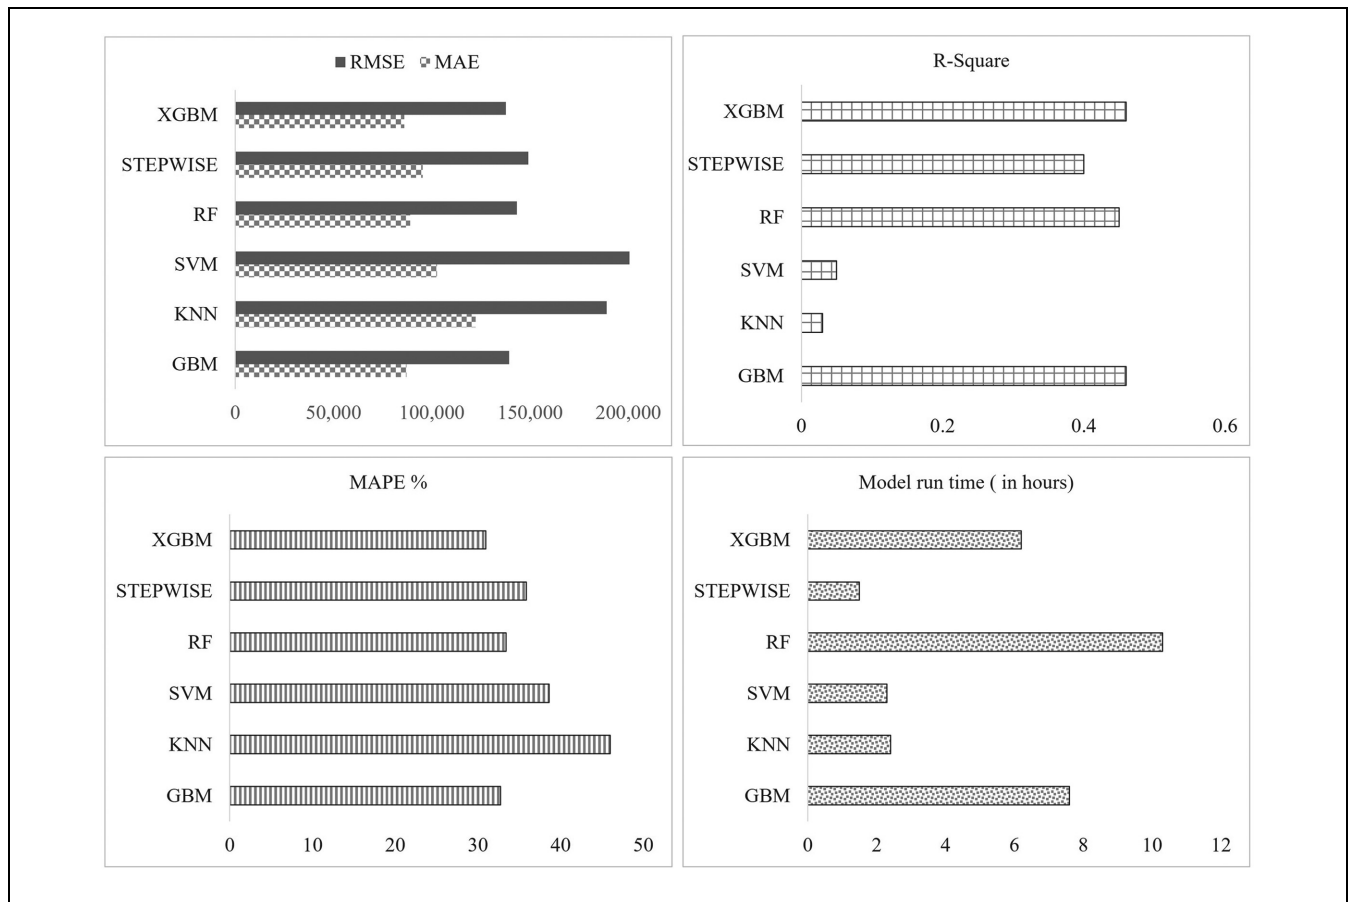 RMSE MAE
XGBM
STEPWISE
RF
SVM
KNN
GBM
0 50,000 100,000 150,000 200,000
R-Square
XGBM
STEPWISE
RF
SVM
KNN
GBM
0 0.2 0.4 0.6
MAPE %
XGBM
STEPWISE
RF
SVM
KNN
GBM
0 10 20 30 40 50
Model run time ( in hours)
XGBM
STEPWISE
RF
SVM
KNN
GBM
0 2 4 6 8 10 12